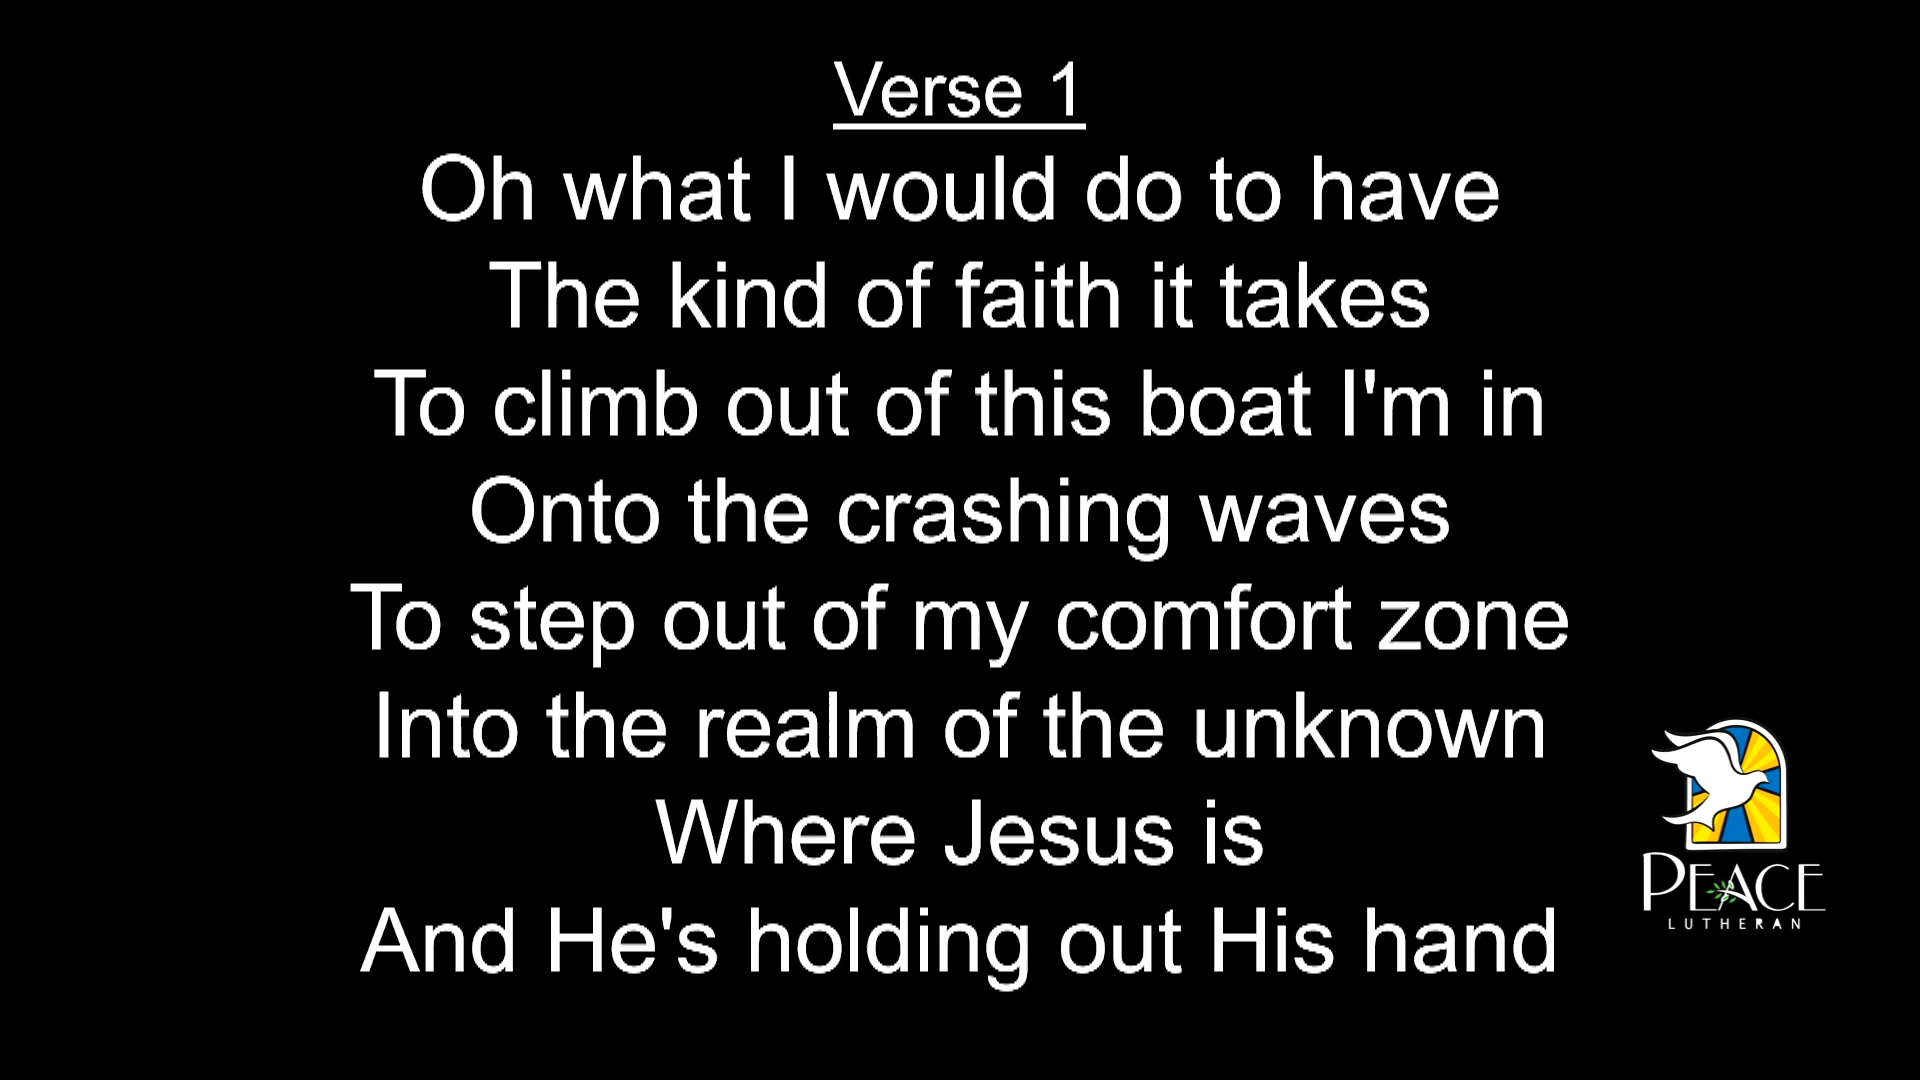 Verse 1
Oh what I would do to have
The kind of faith it takes
To climb out of this boat I'm in
Onto the crashing waves
To step out of my comfort zone
Into the realm of the unknown
Where Jesus is
And He's holding out His hand
PEACE
LUTHERAN